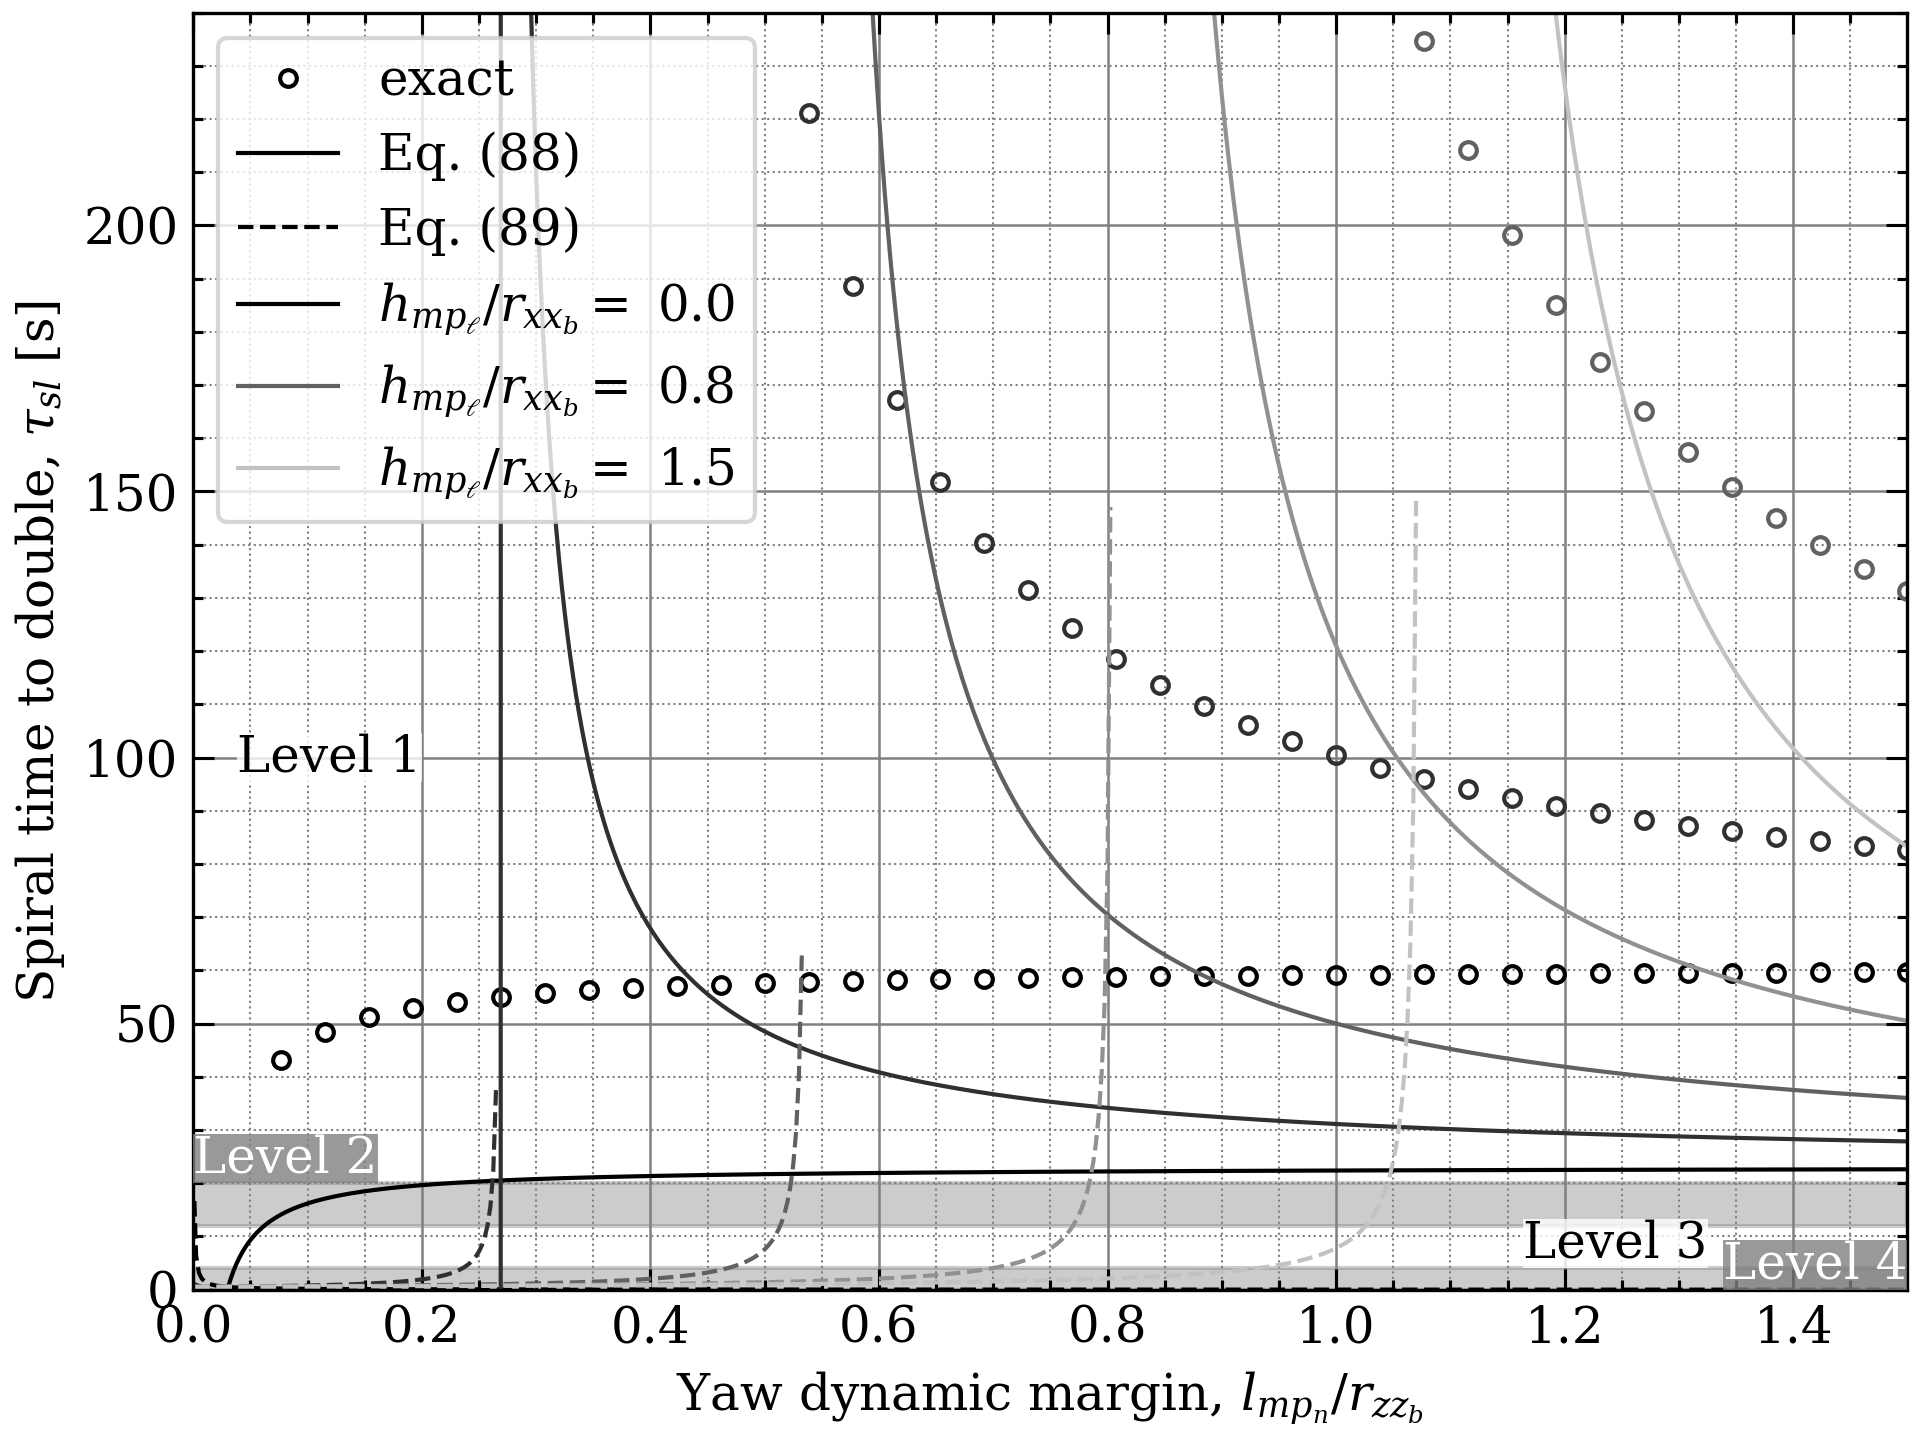 exact
Eq. (88)
Eq. (89)
h_{mp_ℓ}/r_{xx_b} = 0.0
h_{mp_ℓ}/r_{xx_b} = 0.8
h_{mp_ℓ}/r_{xx_b} = 1.5
Spiral time to double, τ_{sl} [s]
200
150
100
50
0
Level 1
Level 2
Level 3
Level 4
0.0 0.2 0.4 0.6 0.8 1.0 1.2 1.4
Yaw dynamic margin, l_{mp_n}/r_{zz_b}